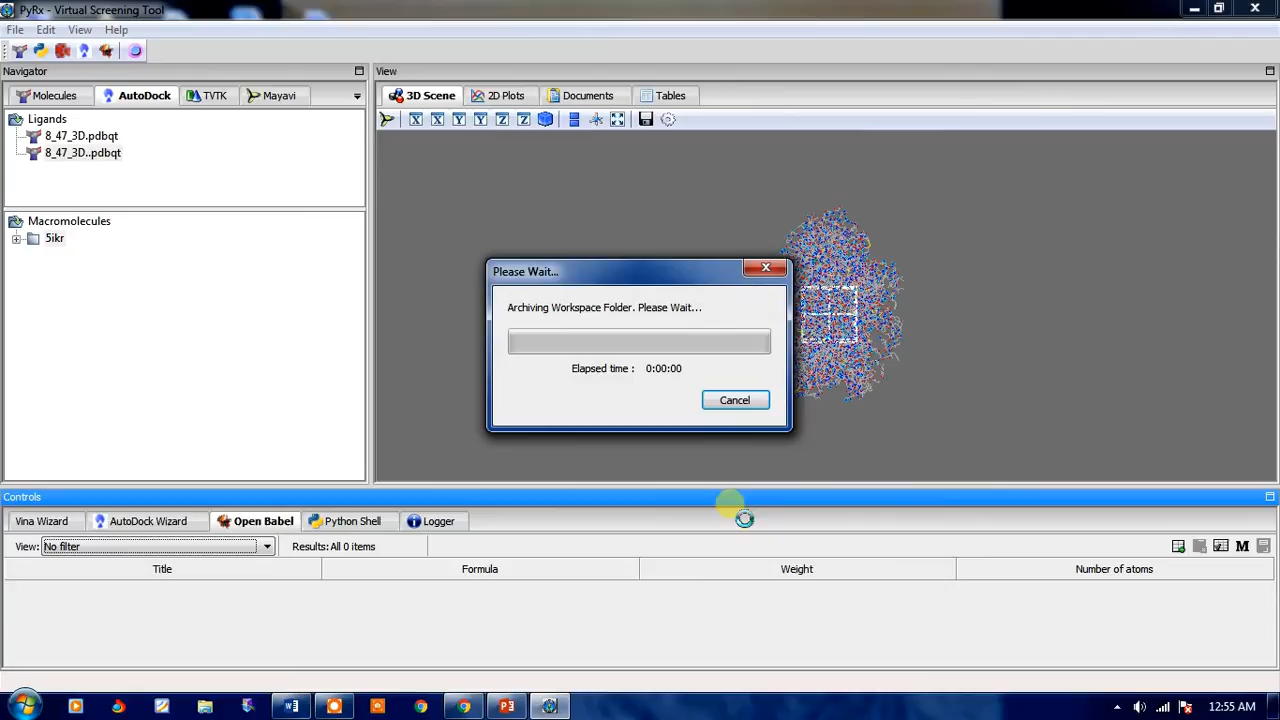 PyRx - Virtual Screening Tool
File Edit View Help
Navigator
View
Molecules AutoDock TVTK Mayavi
3D Scene 2D Plots Documents Tables
X X Y Y Z Z
Ligands
8_47_3D.pdbqt
8_47_3D..pdbqt
Macromolecules
5ikr
Please Wait...
Archiving Workspace Folder. Please Wait...
Elapsed time : 0:00:00
Cancel
Controls
Vina Wizard AutoDock Wizard Open Babel Python Shell Logger
View: No filter Results: All 0 items M
Title Formula Weight Number of atoms
12:55 AM